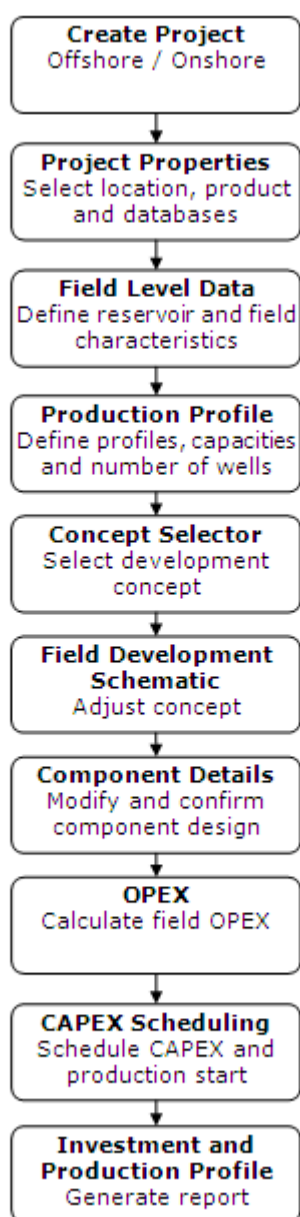 Create Project
Offshore / Onshore
Project Properties
Select location, product
and databases
Field Level Data
Define reservoir and field
characteristics
Production Profile
Define profiles, capacities
and number of wells
Concept Selector
Select development
concept
Field Development
Schematic
Adjust concept
Component Details
Modify and confirm
component design
OPEX
Calculate field OPEX
CAPEX Scheduling
Schedule CAPEX and
production start
Investment and
Production Profile
Generate report